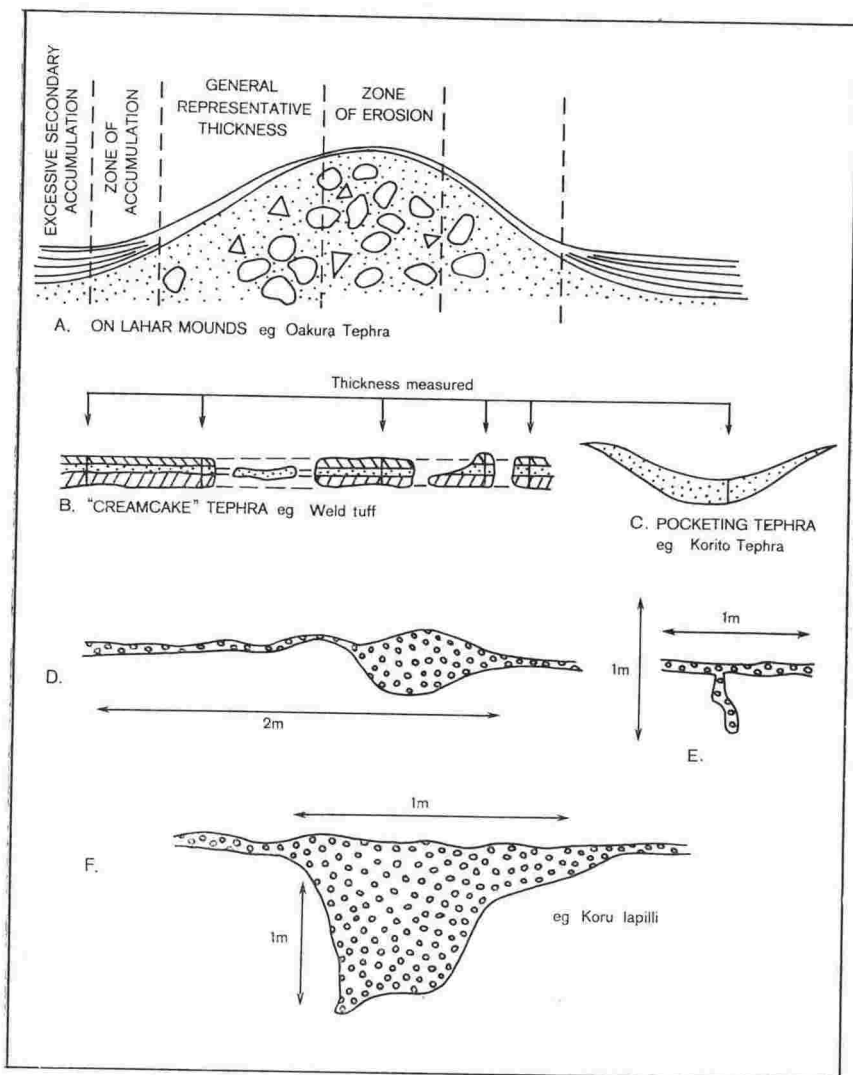 EXCESSIVE SECONDARY
ACCUMULATION
ZONE OF
ACCUMULATION
GENERAL
REPRESENTATIVE
THICKNESS
ZONE
OF EROSION
A. ON LAHAR MOUNDS eg Oakura Tephra
Thickness measured
B. "CREAMCAKE" TEPHRA eg Weld tuff
C. POCKETING TEPHRA
eg Korito Tephra
D.
2m
1m
1m
E.
F.
1m
1m
eg Koru lapilli